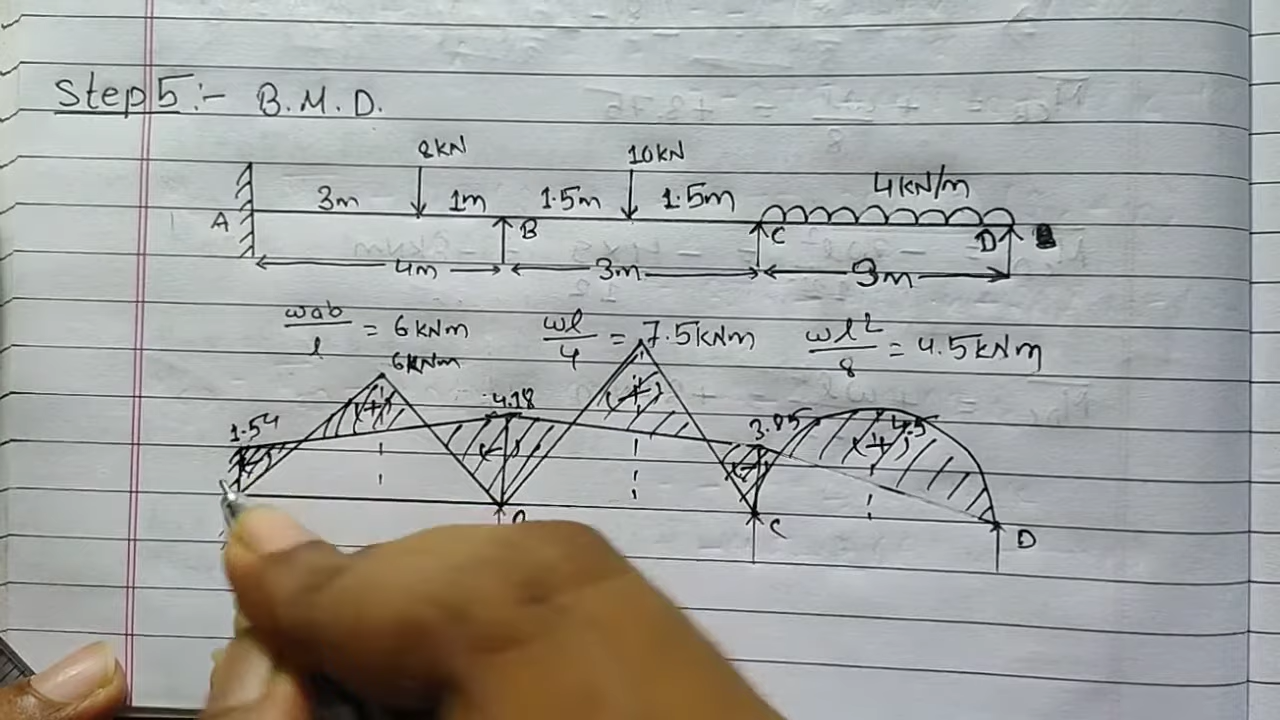 Step 5:- B.M.D.
8KN 10KN 4KN/m
A 3m 1m B 1.5m 1.5m C D
4m 3m 3m
wab/l = 6kNm wl/4 = 7.5kNm wl²/8 = 4.5kNm
6kNm
1.54 (+) 4.18 (+) 3.85 (+) 4.5
(-) (-) (-)
C D